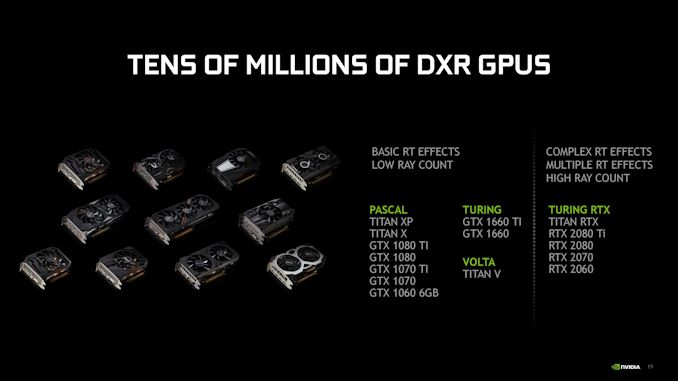 TENS OF MILLIONS OF DXR GPUS
BASIC RT EFFECTS
LOW RAY COUNT
PASCAL
TITAN XP
TITAN X
GTX 1080 TI
GTX 1080
GTX 1070 TI
GTX 1070
GTX 1060 6GB
TURING
GTX 1660 TI
GTX 1660
VOLTA
TITAN V
COMPLEX RT EFFECTS
MULTIPLE RT EFFECTS
HIGH RAY COUNT
TURING RTX
TITAN RTX
RTX 2080 Ti
RTX 2080
RTX 2070
RTX 2060
NVIDIA
19